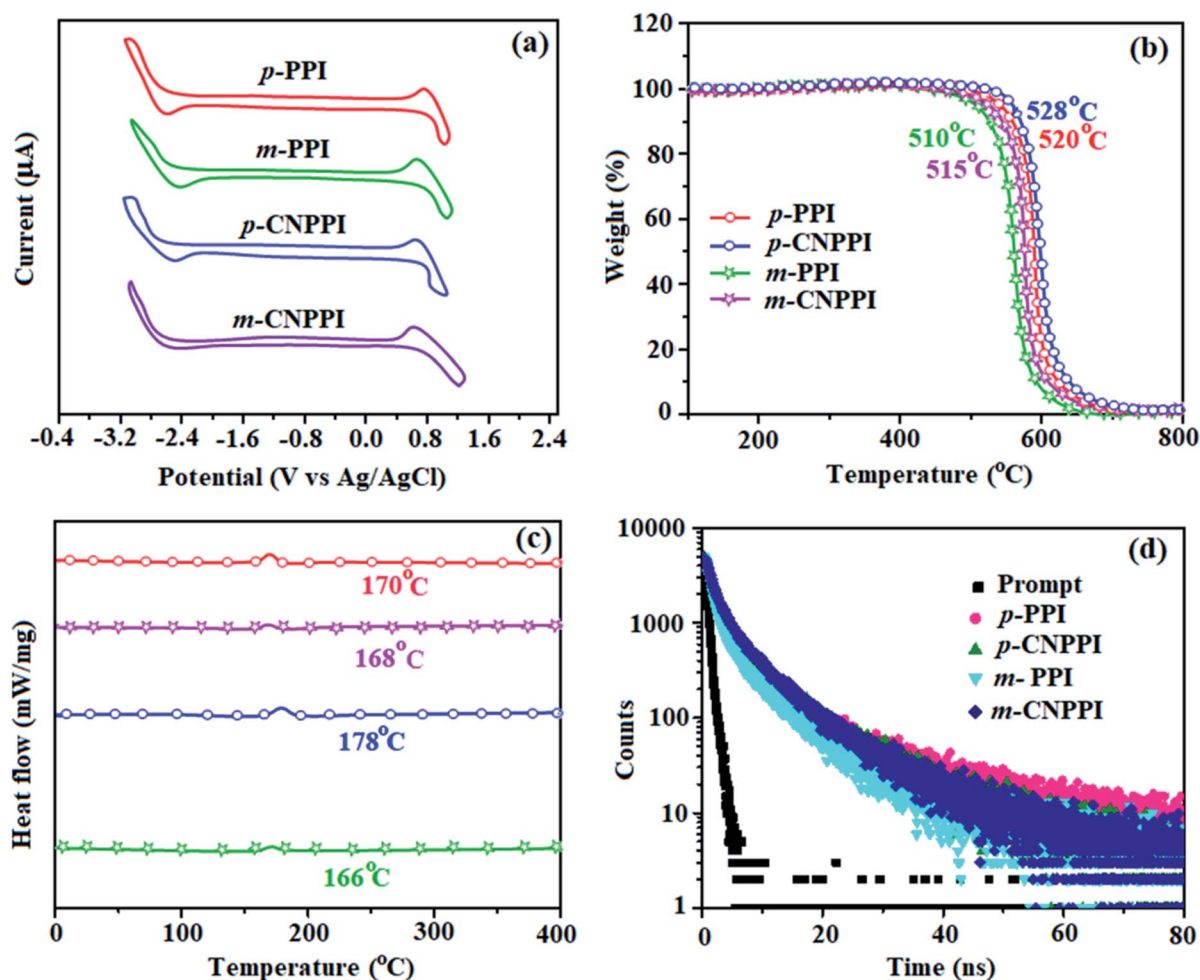 (a)
p-PPI
m-PPI
p-CNPPI
m-CNPPI
Current (µA)
-0.4 -3.2 -2.4 -1.6 -0.8 0.0 0.8 1.6 2.4
Potential (V vs Ag/AgCl)
(b)
120
100
80
60
40
20
0
528°C
510°C 520°C
515°C
p-PPI
p-CNPPI
m-PPI
m-CNPPI
Weight (%)
200 400 600 800
Temperature (°C)
(c)
170°C
168°C
178°C
166°C
Heat flow (mW/mg)
0 100 200 300 400
Temperature (°C)
(d)
10000
1000
100
10
1
Prompt
p-PPI
p-CNPPI
m- PPI
m-CNPPI
Counts
0 20 40 60 80
Time (ns)